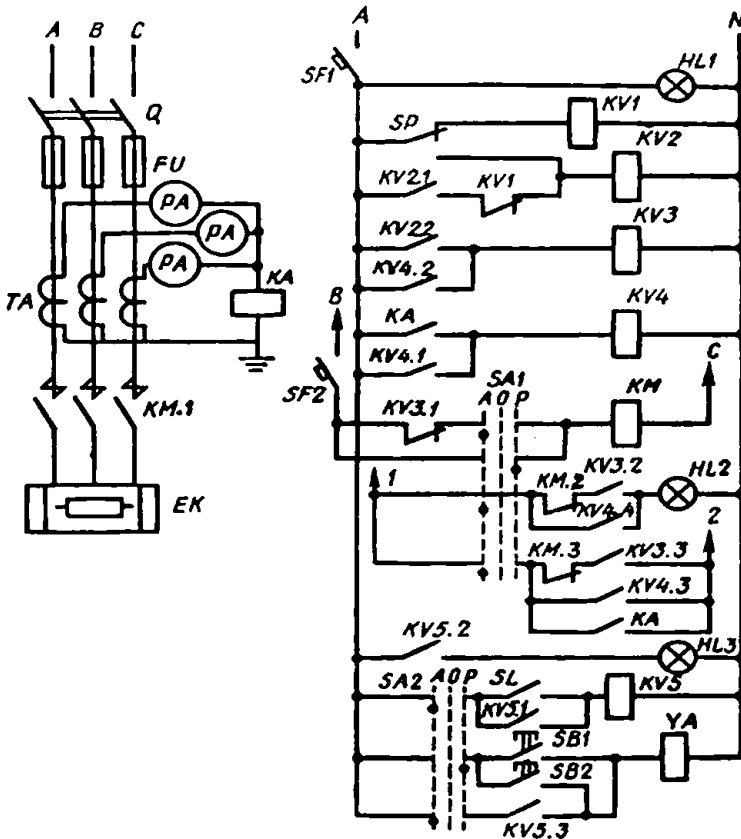 A B C
Q
FU
PA
PA
PA
KA
TA
KM.1
EK
A N
SF1
HL1
SP
KV1
KV2
KV2.1
KV1
KV2.2
KV3
KV4.2
B
KA
KV4
KV4.1
C
SF2
SA1
A O P
KV3.1
KM
1
KM.2
KV3.2
HL2
KV4.4
2
KM.3
KV3.3
KV4.3
KA
KV5.2
HL3
SA2
A O P
SL
KV5
KV5.1
SB1
YA
SB2
KV5.3